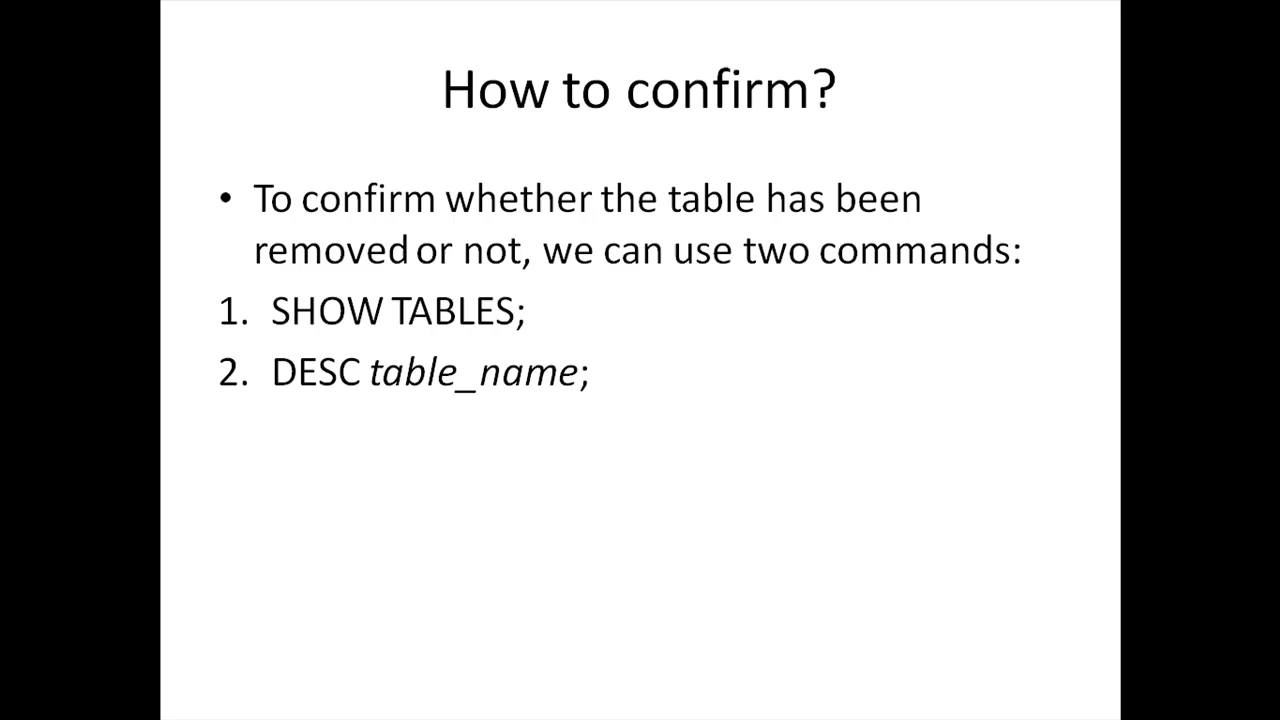 How to confirm?
• To confirm whether the table has been
removed or not, we can use two commands:
1. SHOW TABLES;
2. DESC table_name;